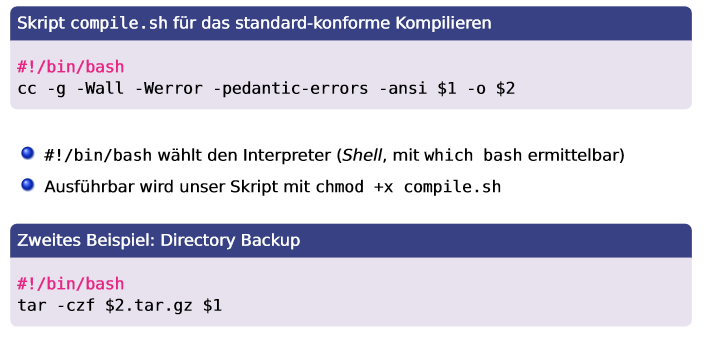 Skript compile.sh für das standard-konforme Kompilieren
#!/bin/bash
cc -g -Wall -Werror -pedantic-errors -ansi $1 -o $2
#!/bin/bash wählt den Interpreter (Shell, mit which bash ermittelbar)
Ausführbar wird unser Skript mit chmod +x compile.sh
Zweites Beispiel: Directory Backup
#!/bin/bash
tar -czf $2.tar.gz $1